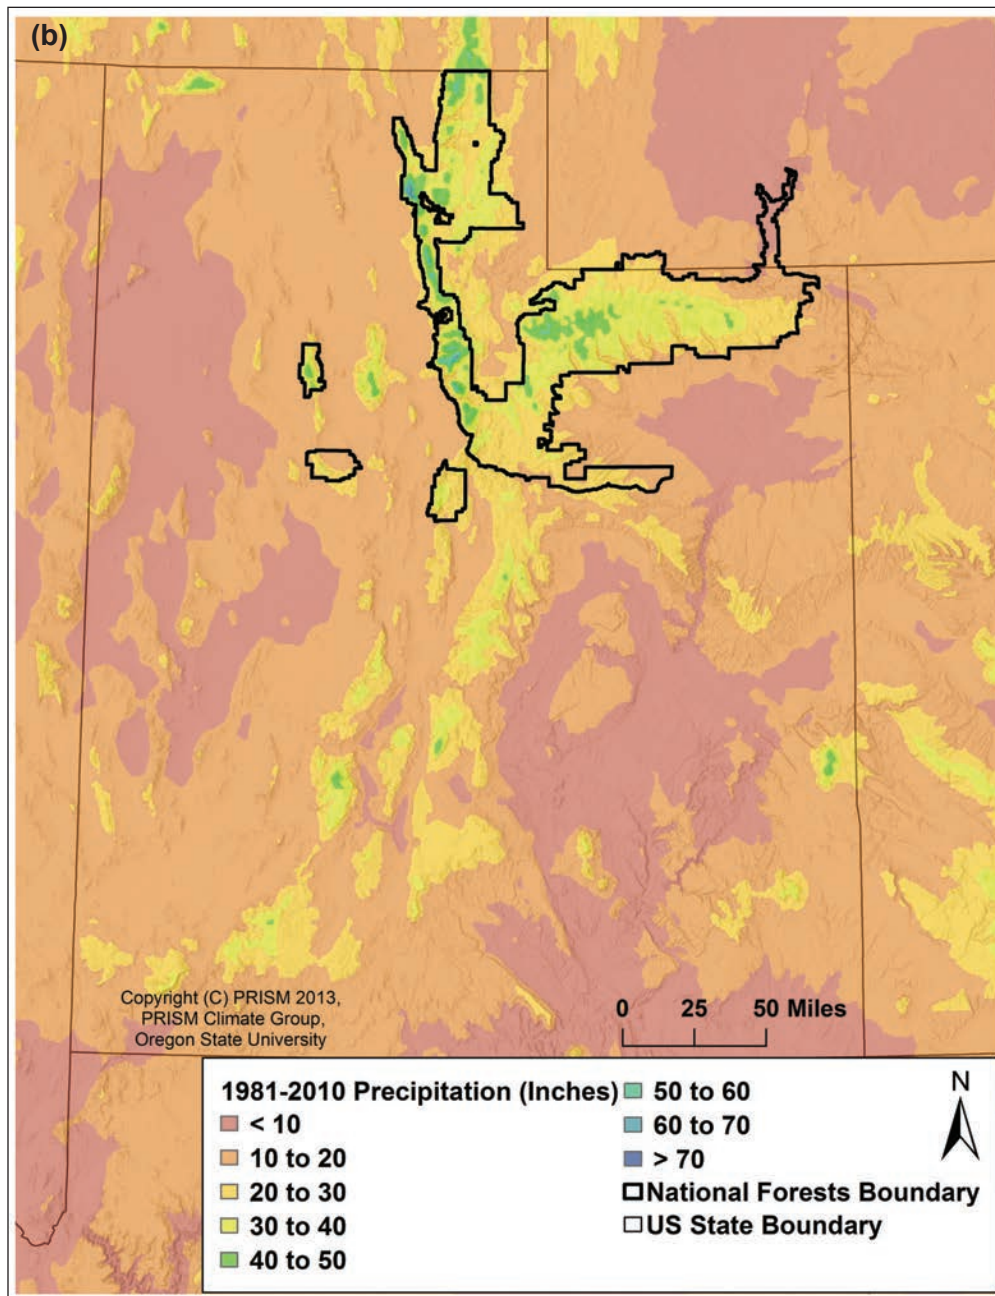 (b)
Copyright (C) PRISM 2013,
PRISM Climate Group,
Oregon State University
0 25 50 Miles
1981-2010 Precipitation (Inches)
< 10
10 to 20
20 to 30
30 to 40
40 to 50
50 to 60
60 to 70
> 70
National Forests Boundary
US State Boundary
N